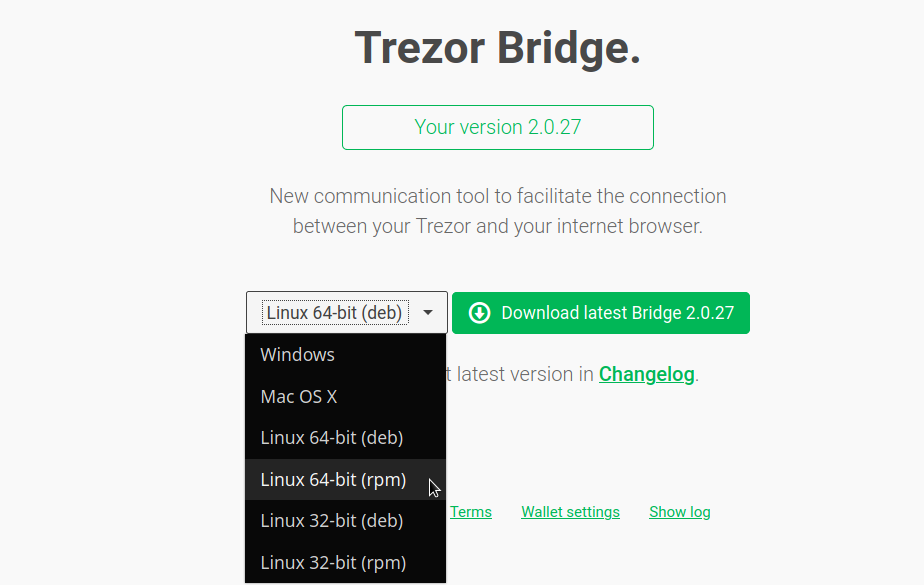 Trezor Bridge.
Your version 2.0.27
New communication tool to facilitate the connection
between your Trezor and your internet browser.
Linux 64-bit (deb)
Download latest Bridge 2.0.27
Windows
Mac OS X
Linux 64-bit (deb)
Linux 64-bit (rpm)
Linux 32-bit (deb)
Linux 32-bit (rpm)
latest version in Changelog.
Terms
Wallet settings
Show log